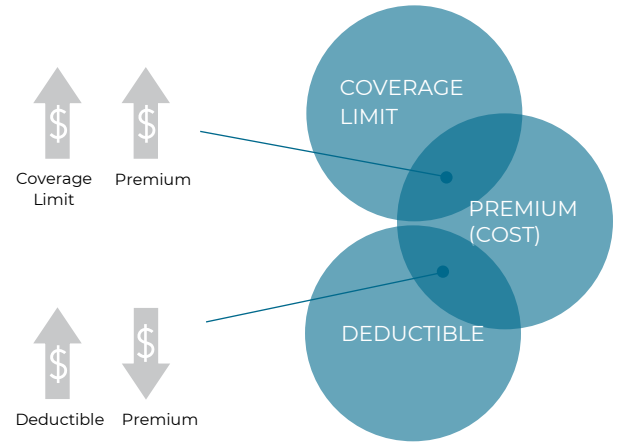 $ $
Coverage Premium
Limit
COVERAGE
LIMIT
PREMIUM
(COST)
DEDUCTIBLE
$ $
Deductible Premium